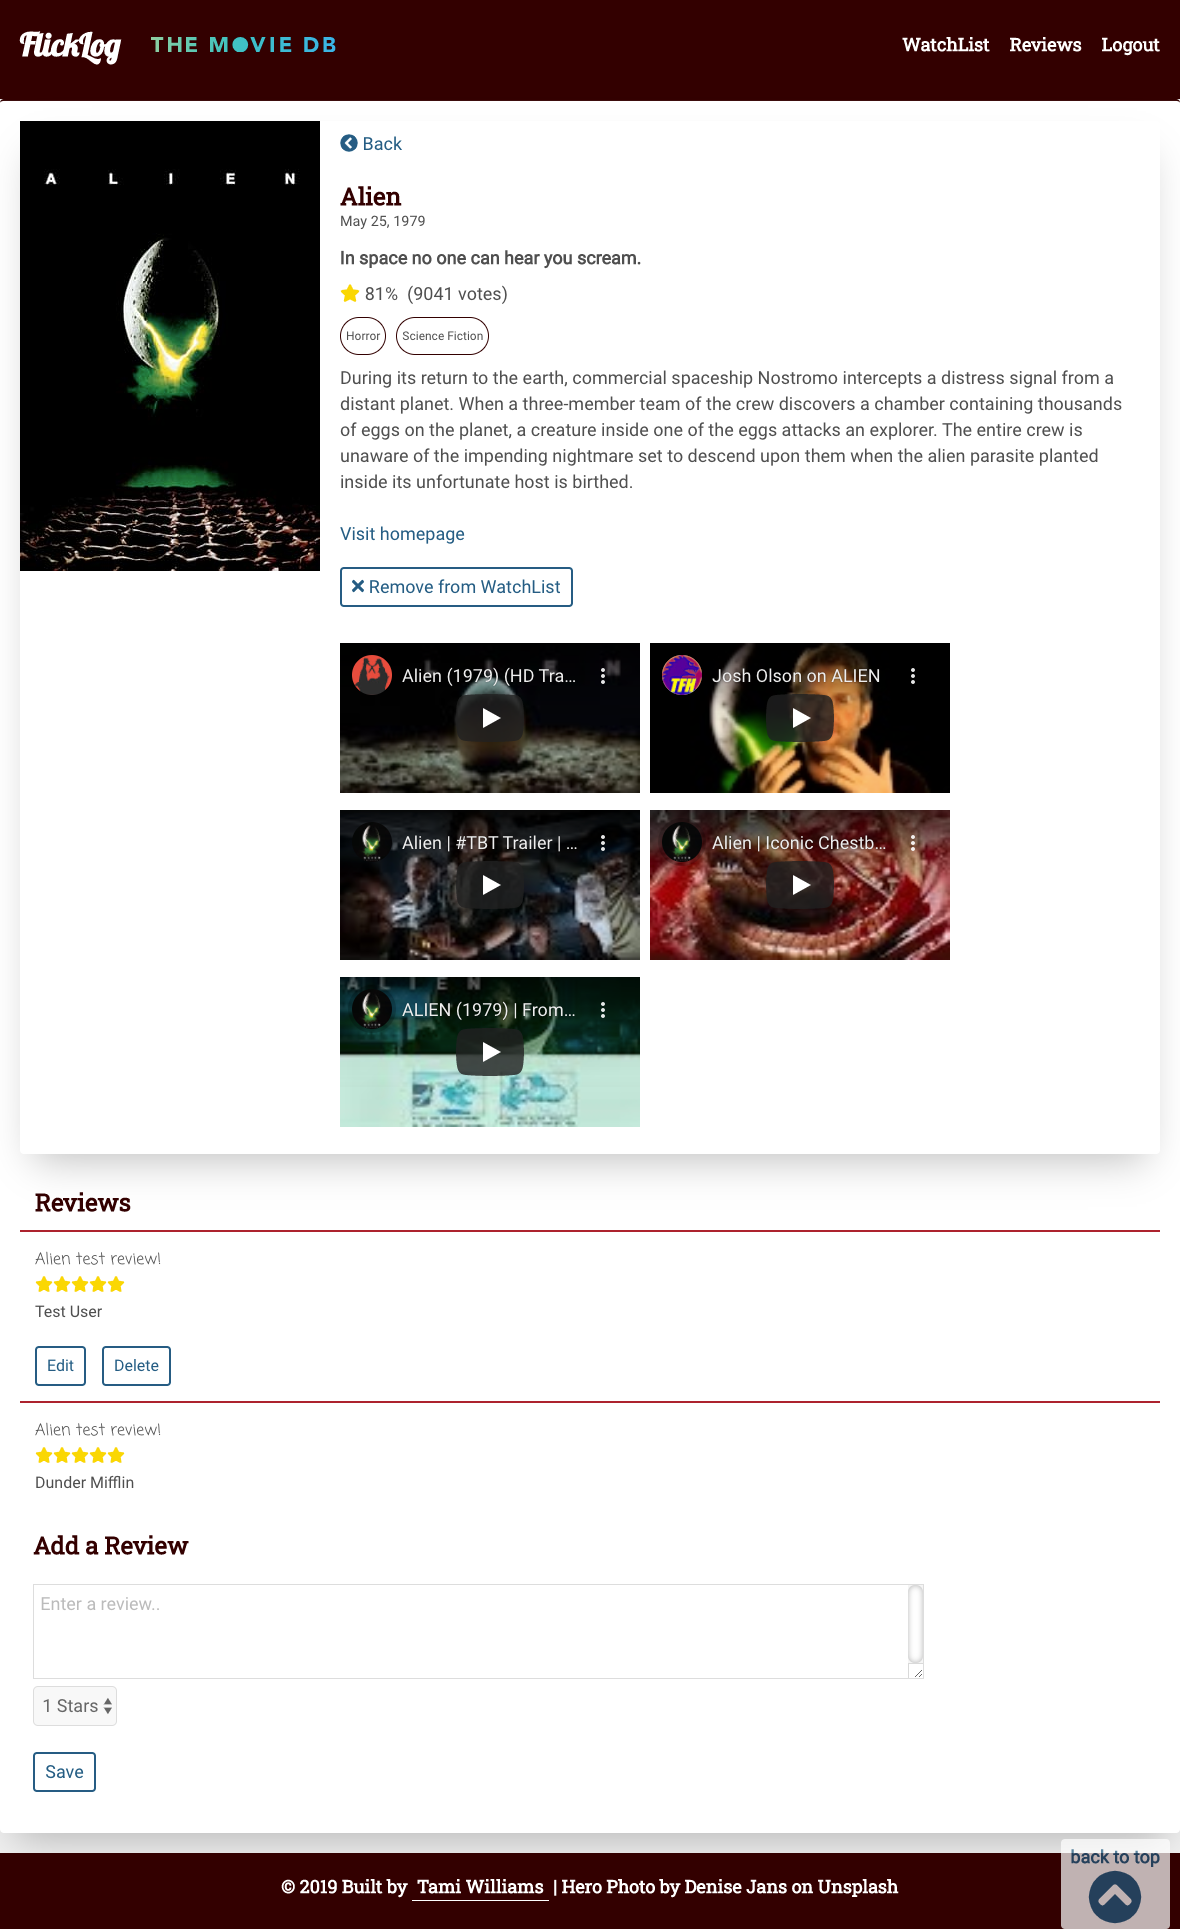 FlickLog
THE MOVIE DB
WatchList Reviews Logout
A L I E N
Back
Alien
May 25, 1979
In space no one can hear you scream.
81% (9041 votes)
Horror Science Fiction
During its return to the earth, commercial spaceship Nostromo intercepts a distress signal from a
distant planet. When a three-member team of the crew discovers a chamber containing thousands
of eggs on the planet, a creature inside one of the eggs attacks an explorer. The entire crew is
unaware of the impending nightmare set to descend upon them when the alien parasite planted
inside its unfortunate host is birthed.
Visit homepage
Remove from WatchList
Alien (1979) (HD Tra...
TFH
Josh Olson on ALIEN
Alien | #TBT Trailer | ...
A L I E N
Alien | Iconic Chestb...
A L I E N
ALIEN (1979) | From...
Reviews
Alien test review!
Test User
Edit Delete
Alien test review!
Dunder Mifflin
Add a Review
Enter a review..
1 Stars
Save
back to top
© 2019 Built by Tami Williams | Hero Photo by Denise Jans on Unsplash